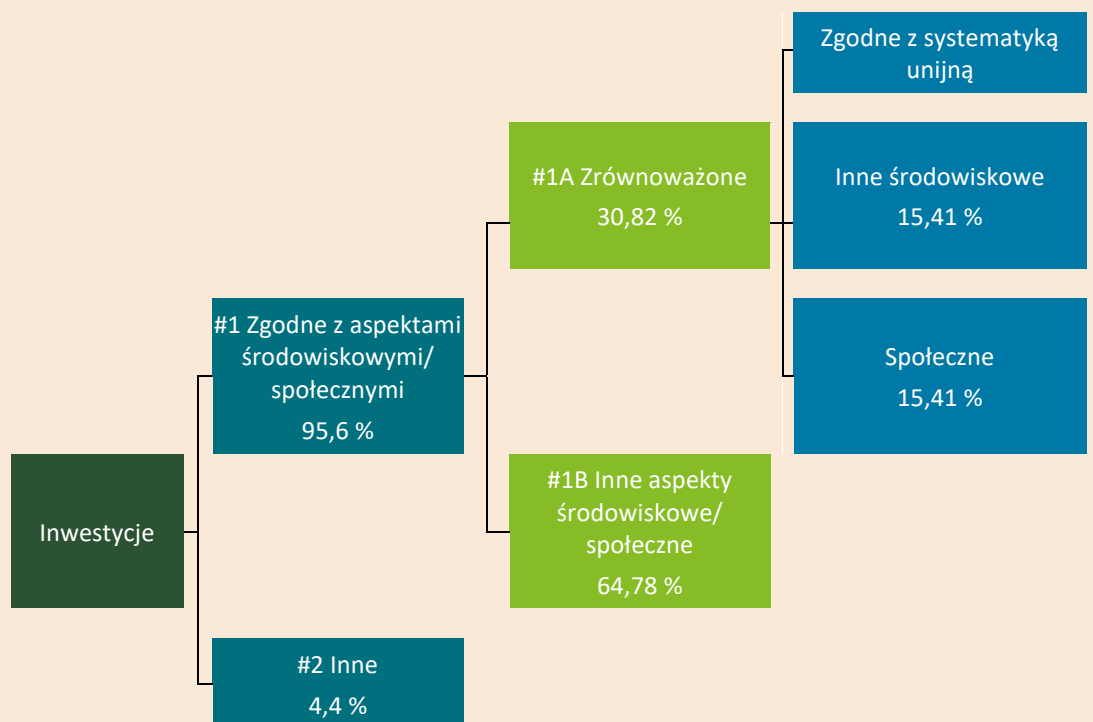 Zgodne z systematyką
unijną
#1A Zrównoważone
30,82 %
Inne środowiskowe
15,41 %
#1 Zgodne z aspektami
środowiskowymi/
społecznymi
95,6 %
Społeczne
15,41 %
Inwestycje
#1B Inne aspekty
środowiskowe/
społeczne
64,78 %
#2 Inne
4,4 %